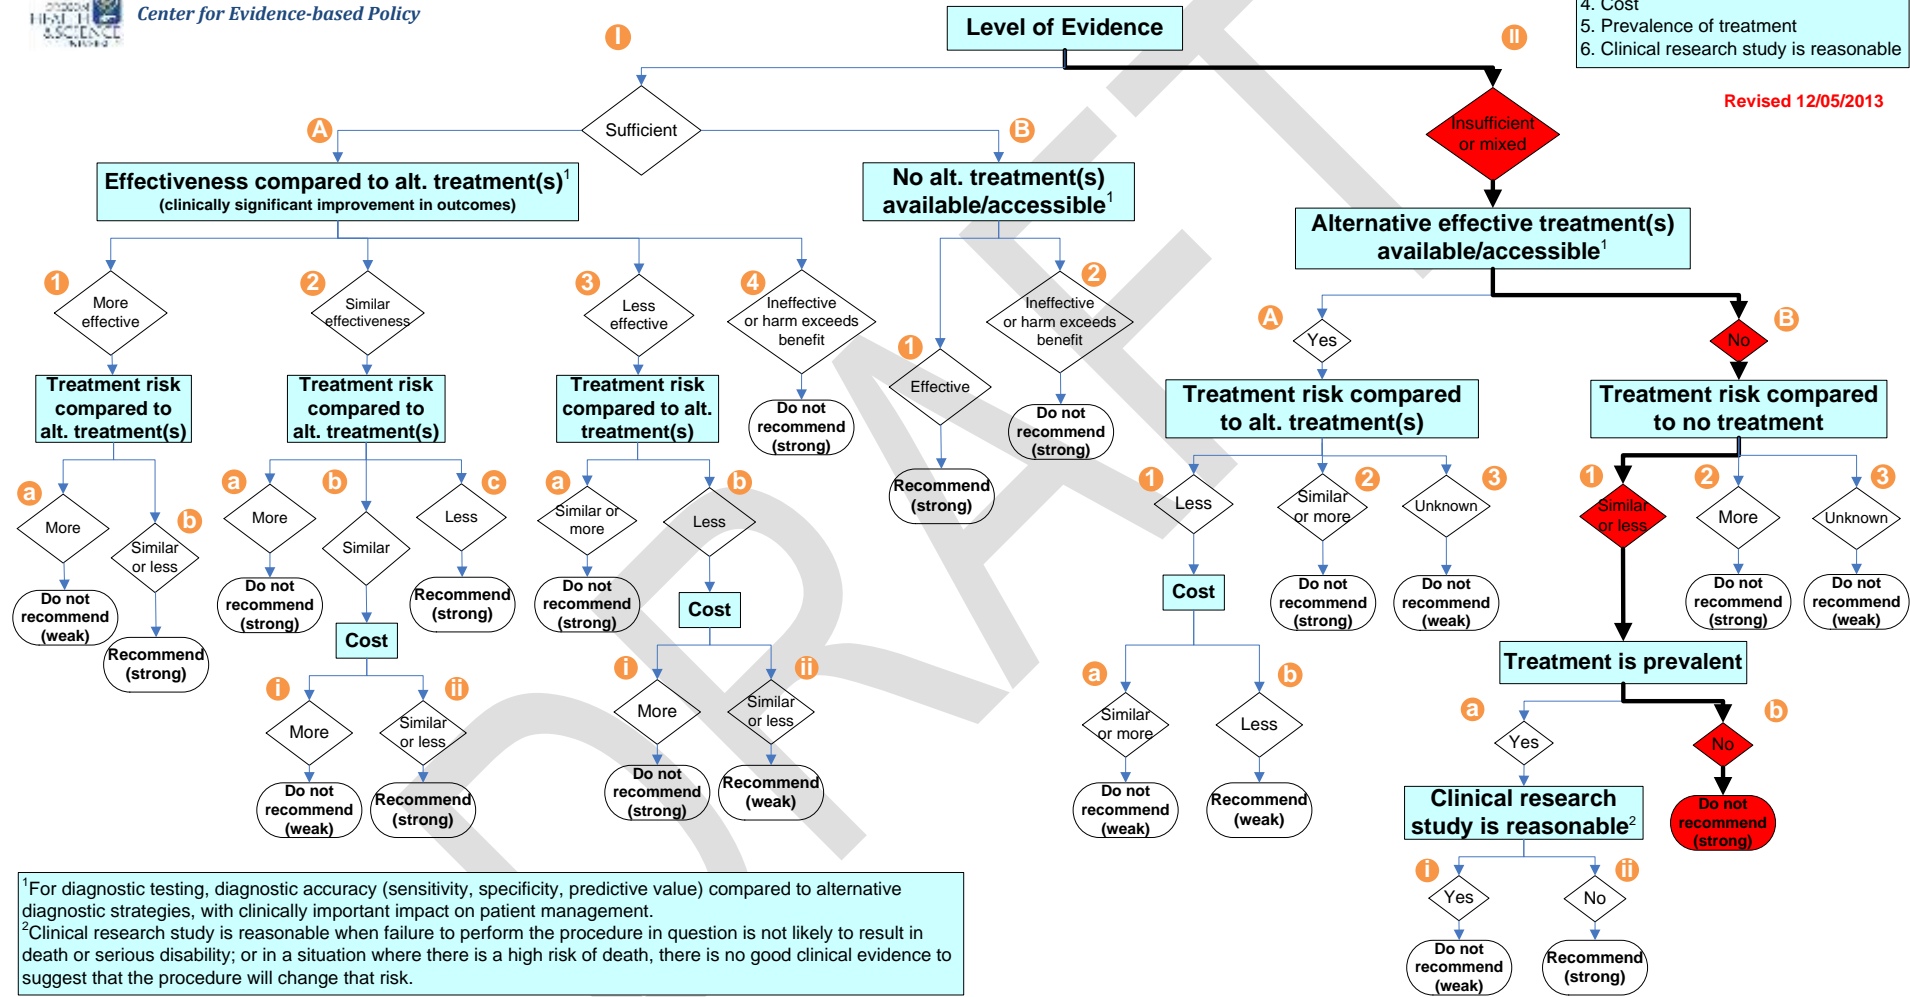 OREGON
HEALTH
& SCIENCE
UNIVERSITY
Center for Evidence-based Policy
4. Cost
5. Prevalence of treatment
6. Clinical research study is reasonable
Revised 12/05/2013
Level of Evidence
I
II
Sufficient
Insufficient
or mixed
A
B
Effectiveness compared to alt. treatment(s)1
(clinically significant improvement in outcomes)
No alt. treatment(s)
available/accessible1
Alternative effective treatment(s)
available/accessible1
1
More
effective
2
Similar
effectiveness
3
Less
effective
4
Ineffective
or harm exceeds
benefit
1
Effective
2
Ineffective
or harm exceeds
benefit
A
Yes
B
No
Treatment risk
compared to
alt. treatment(s)
Treatment risk
compared to
alt. treatment(s)
Treatment risk
compared to alt.
treatment(s)
Do not
recommend
(strong)
Recommend
(strong)
Do not
recommend
(strong)
Treatment risk compared
to alt. treatment(s)
Treatment risk compared
to no treatment
a
More
b
Similar
or less
a
More
b
Similar
c
Less
a
Similar or
more
b
Less
1
Less
2
Similar
or more
3
Unknown
1
Similar
or less
2
More
3
Unknown
Do not
recommend
(weak)
Recommend
(strong)
Do not
recommend
(strong)
Cost
Recommend
(strong)
Do not
recommend
(strong)
Cost
Cost
Do not
recommend
(strong)
Do not
recommend
(weak)
Treatment is prevalent
Do not
recommend
(strong)
Do not
recommend
(weak)
i
More
ii
Similar
or less
i
More
ii
Similar
or less
a
Similar
or more
b
Less
a
Yes
b
No
Do not
recommend
(weak)
Recommend
(strong)
Do not
recommend
(strong)
Recommend
(weak)
Do not
recommend
(weak)
Recommend
(weak)
Clinical research
study is reasonable2
Do not
recommend
(strong)
i
Yes
ii
No
Do not
recommend
(weak)
Recommend
(strong)
1For diagnostic testing, diagnostic accuracy (sensitivity, specificity, predictive value) compared to alternative
diagnostic strategies, with clinically important impact on patient management.
2Clinical research study is reasonable when failure to perform the procedure in question is not likely to result in
death or serious disability; or in a situation where there is a high risk of death, there is no good clinical evidence to
suggest that the procedure will change that risk.
DRAFT